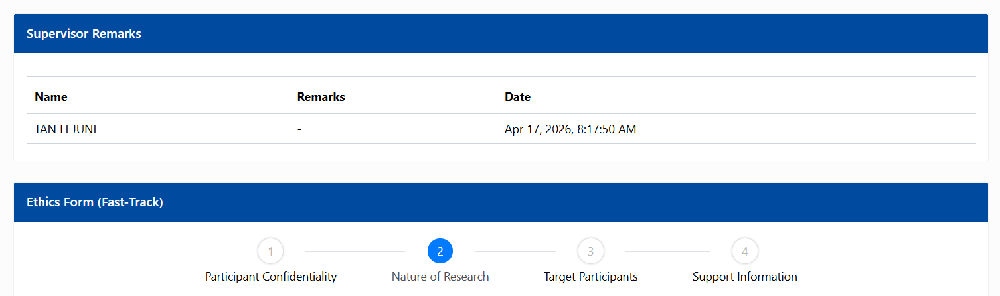 Supervisor Remarks
Name Remarks Date
TAN LI JUNE - Apr 17, 2026, 8:17:50 AM
Ethics Form (Fast-Track)
1 2 3 4
Participant Confidentiality Nature of Research Target Participants Support Information